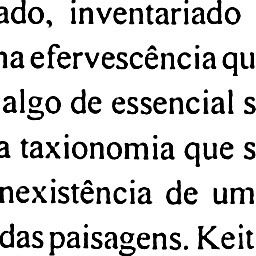 ado, inventariado
na efervescência qu
algo de essencial s
a taxionomia que s
nexistência de um
das paisagens. Keit